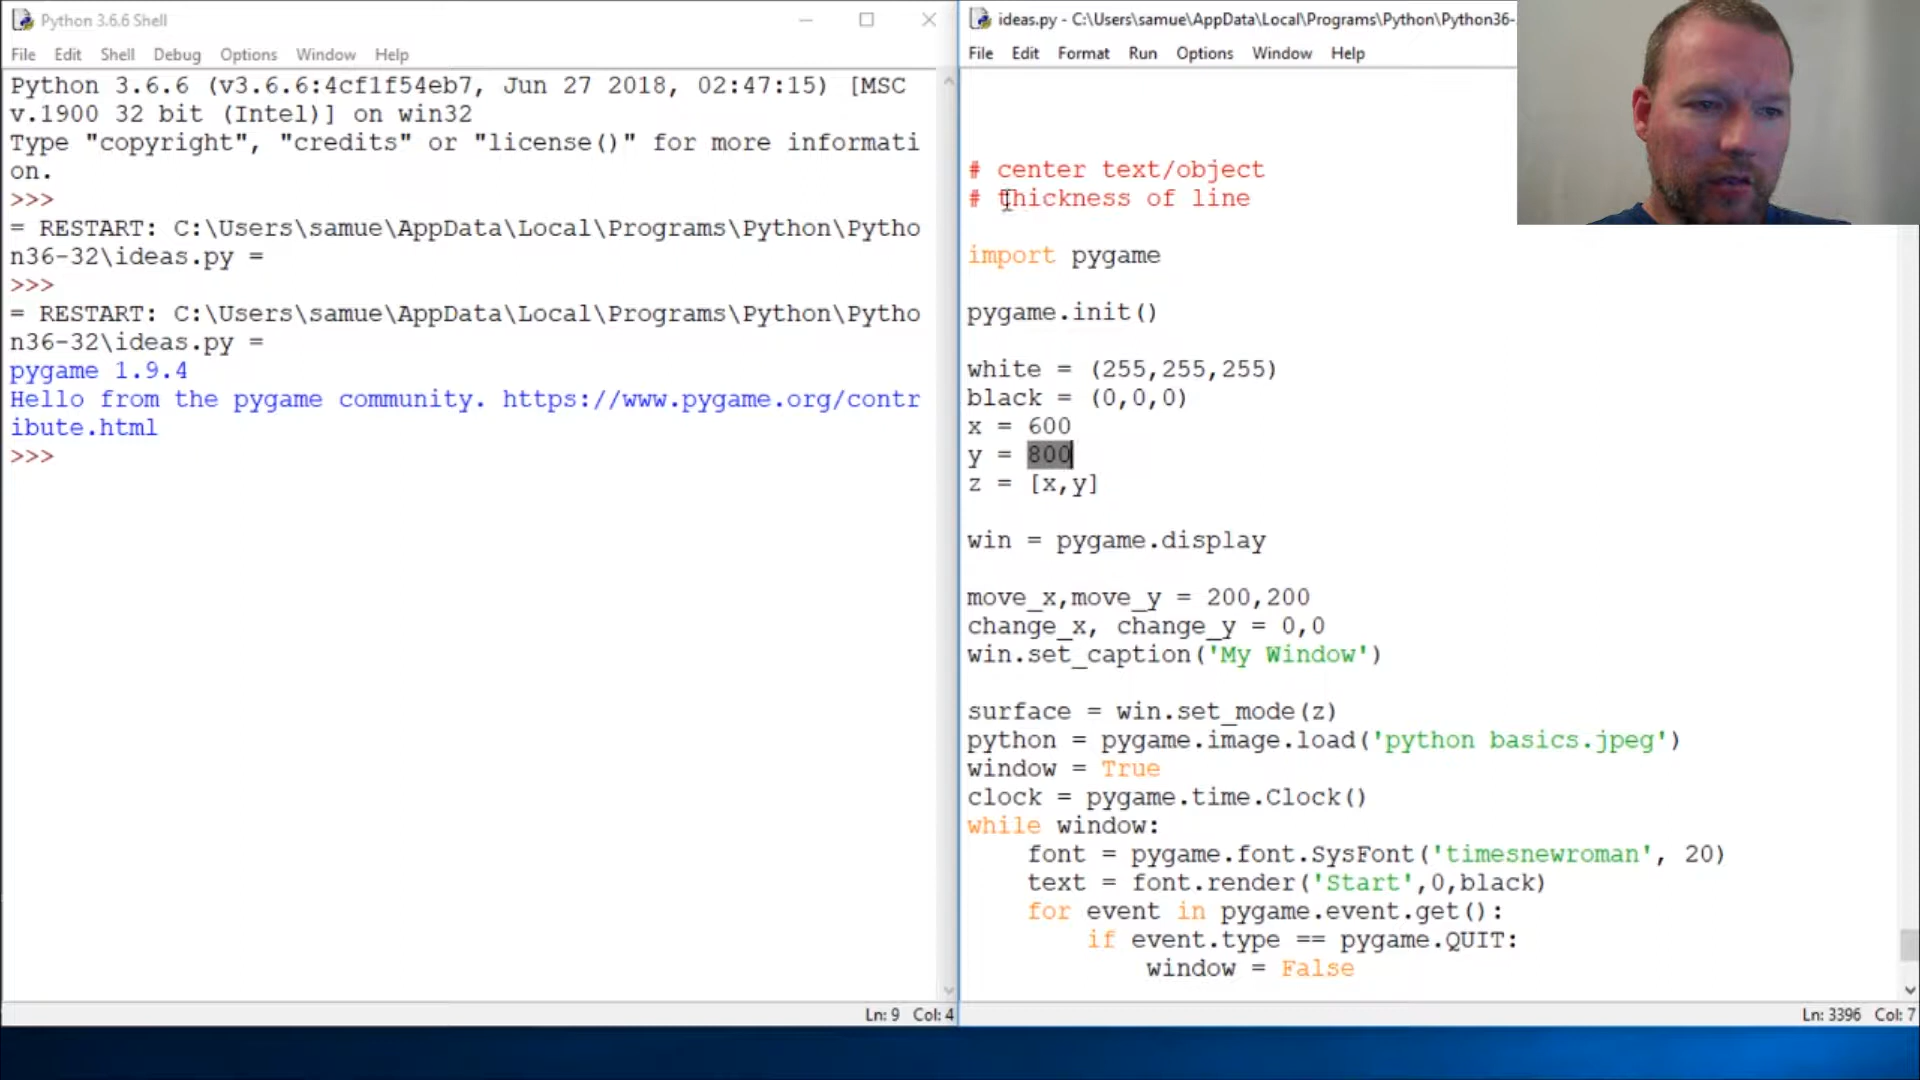 Python 3.6.6 Shell
File Edit Shell Debug Options Window Help
Python 3.6.6 (v3.6.6:4cf1f54eb7, Jun 27 2018, 02:47:15) [MSC
v.1900 32 bit (Intel)] on win32
Type "copyright", "credits" or "license()" for more informati
on.
>>>
= RESTART: C:\Users\samue\AppData\Local\Programs\Python\Pytho
n36-32\ideas.py =
>>>
= RESTART: C:\Users\samue\AppData\Local\Programs\Python\Pytho
n36-32\ideas.py =
pygame 1.9.4
Hello from the pygame community. https://www.pygame.org/contr
ibute.html
>>>
Ln: 9 Col: 4
ideas.py - C:\Users\samue\AppData\Local\Programs\Python\Python36-
File Edit Format Run Options Window Help
# center text/object
# thickness of line
import pygame
pygame.init()
white = (255,255,255)
black = (0,0,0)
x = 600
y = 800
z = [x,y]
win = pygame.display
move_x,move_y = 200,200
change_x, change_y = 0,0
win.set_caption('My Window')
surface = win.set_mode(z)
python = pygame.image.load('python basics.jpeg')
window = True
clock = pygame.time.Clock()
while window:
font = pygame.font.SysFont('timesnewroman', 20)
text = font.render('Start',0,black)
for event in pygame.event.get():
if event.type == pygame.QUIT:
window = False
Ln: 3396 Col: 7